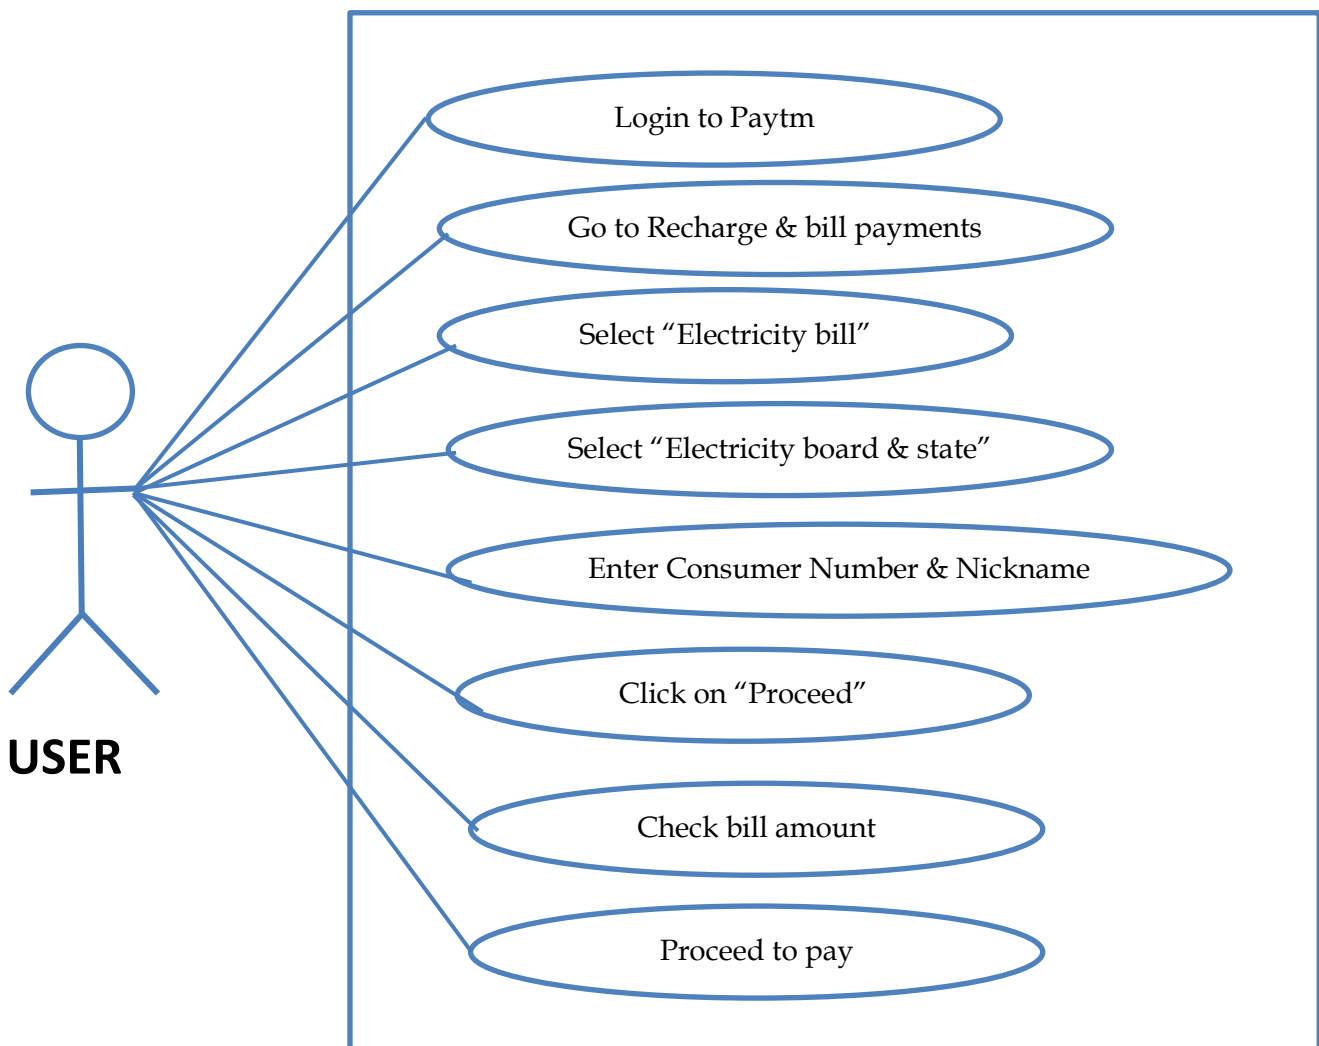 Login to Paytm
Go to Recharge & bill payments
Select “Electricity bill”
Select “Electricity board & state”
Enter Consumer Number & Nickname
Click on “Proceed”
USER
Check bill amount
Proceed to pay